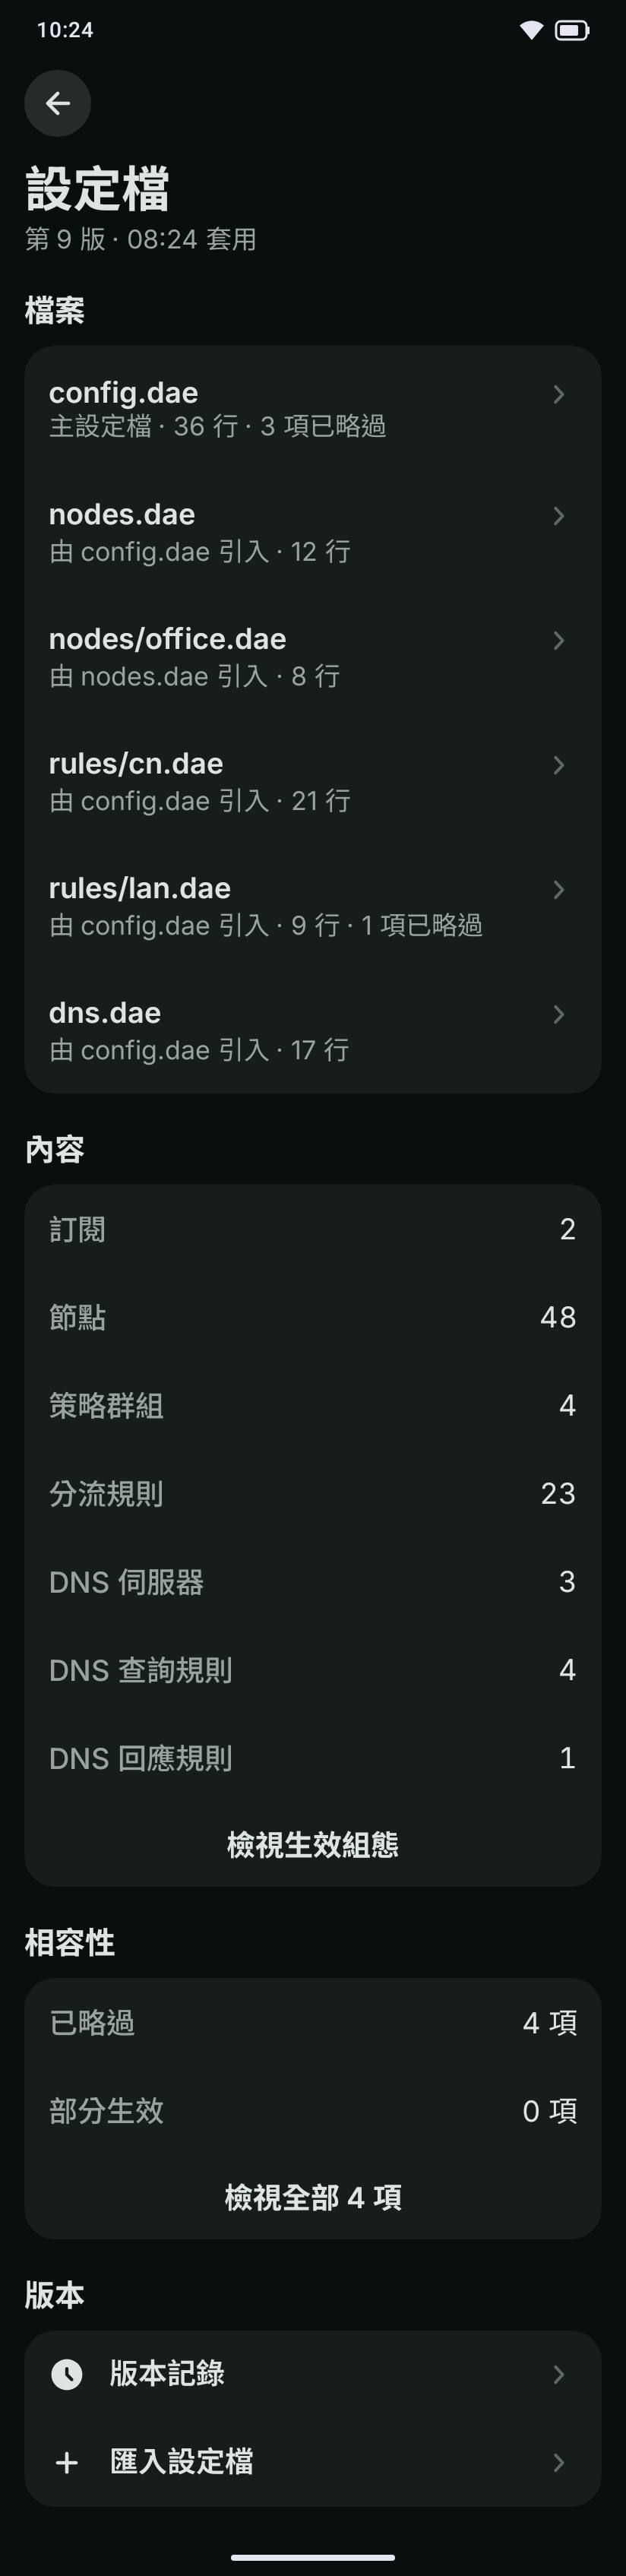 10:24
設定檔
第 9 版 · 08:24 套用
檔案
config.dae
主設定檔 · 36 行 · 3 項已略過
nodes.dae
由 config.dae 引入 · 12 行
nodes/office.dae
由 nodes.dae 引入 · 8 行
rules/cn.dae
由 config.dae 引入 · 21 行
rules/lan.dae
由 config.dae 引入 · 9 行 · 1 項已略過
dns.dae
由 config.dae 引入 · 17 行
內容
訂閱 2
節點 48
策略群組 4
分流規則 23
DNS 伺服器 3
DNS 查詢規則 4
DNS 回應規則 1
檢視生效組態
相容性
已略過 4 項
部分生效 0 項
檢視全部 4 項
版本
版本記錄
匯入設定檔